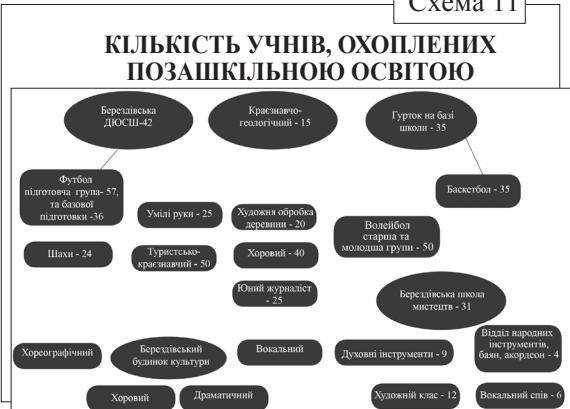 Схема 11
КІЛЬКІСТЬ УЧНІВ, ОХОПЛЕНИХ
ПОЗАШКІЛЬНОЮ ОСВІТОЮ
Берездівська
ДЮСШ-42
Краєзнавчо-
геологічний - 15
Гурток на базі
школи - 35
Футбол
підготовча група- 57,
та базової
підготовки -36
Баскетбол - 35
Умілі руки - 25
Художня обробка
деревини - 20
Волейбол
старша та
молодша групи - 50
Шахи - 24
Туристсько-
краєзнавчий - 50
Хоровий - 40
Юний журналіст
- 25
Берездівська школа
мистецтв - 31
Хореографічний
Берездівський
будинок культури
Вокальний
Духовні інструменти - 9
Відділ народних
інструментів,
баян, акордеон - 4
Хоровий
Драматичний
Художній клас - 12
Вокальний спів - 6